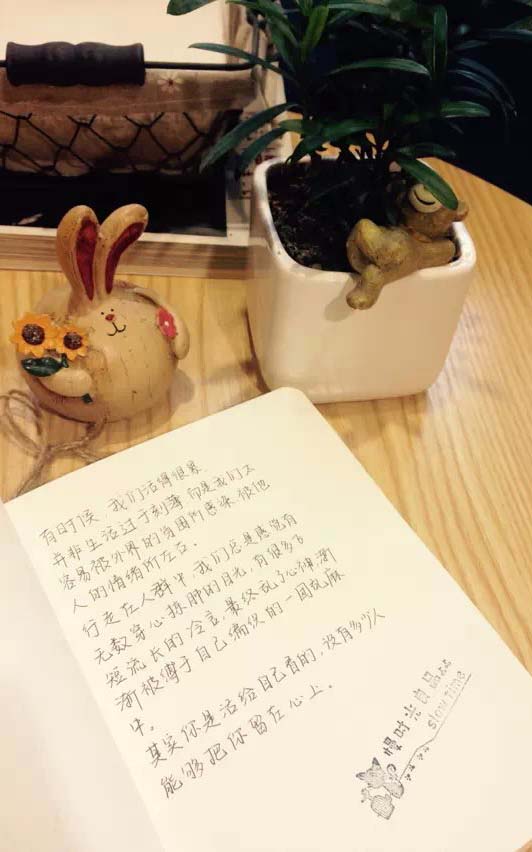 有时候 我们活得很累
并非生活过于刻薄 而是我们太
容易被外界的氛围所感染 被他
人的情绪所左右.
行走在人群中 我们总是感觉有
无数穿心掠肺的目光 有很多飞
短流长的冷言 最终乱了心神 渐
渐被缚于自己编织的一团乱麻
中.
其实你是活给自己看的, 没有多少人
能够把你留在心上.
慢时光良品
slow time